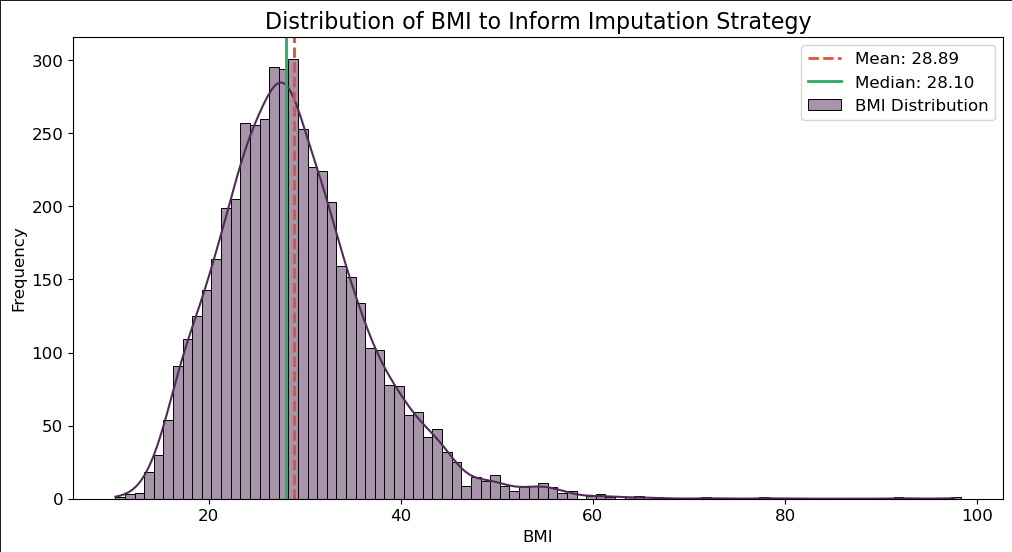 Distribution of BMI to Inform Imputation Strategy
Mean: 28.89
Median: 28.10
BMI Distribution
Frequency
300
250
200
150
100
50
0
20 40 60 80 100
BMI